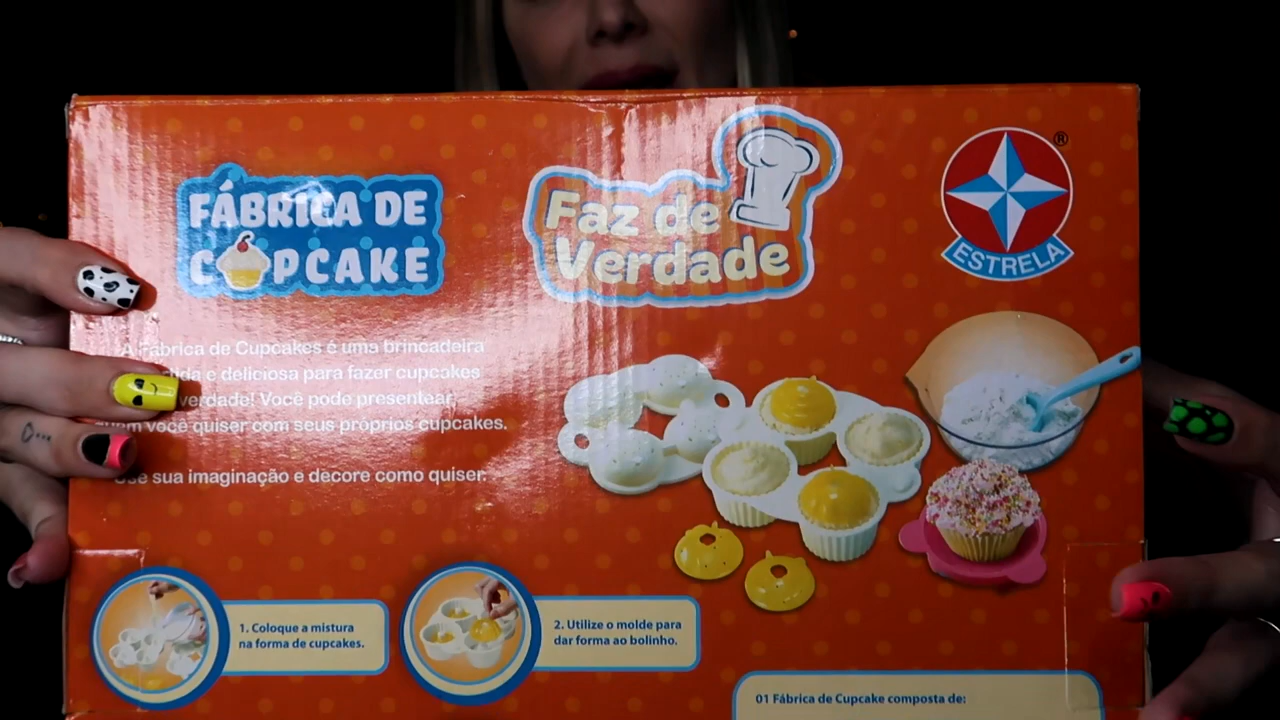 FÁBRICA DE
CUPCAKE
Faz de
Verdade
®
ESTRELA
A Fábrica de Cupcakes é uma brincadeira
e deliciosa para fazer cupcakes
verdade! Você pode presentear,
você quiser com seus próprios cupcakes.
Use sua imaginação e decore como quiser.
1. Coloque a mistura
na forma de cupcakes.
2. Utilize o molde para
dar forma ao bolinho.
01 Fábrica de Cupcake composta de: